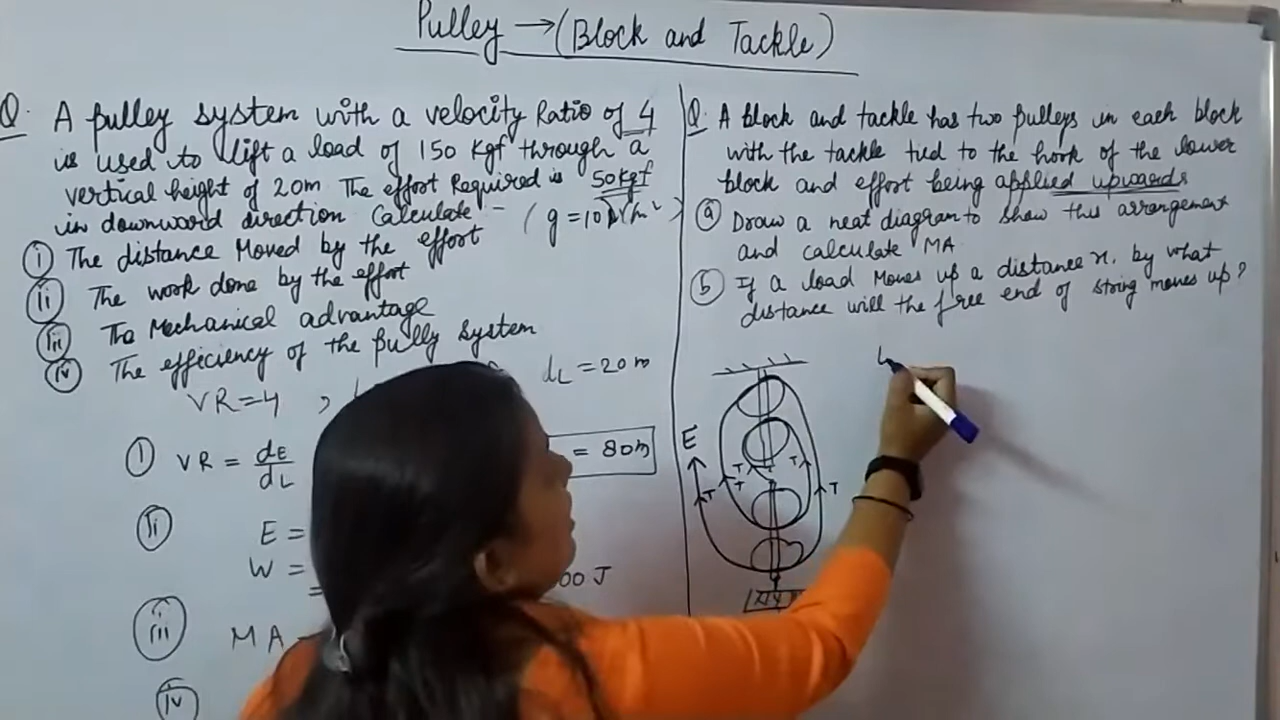 Pulley → (Block and Tackle)
Q. A pulley system with a velocity Ratio of 4
is used to lift a load of 150 Kgf through a
vertical height of 20m The effort Required is 50kgf
in downward direction Calculate - (g = 10 N/m²)
i The distance Moved by the effort
ii The work done by the effort
iii The Mechanical advantage
iv The efficiency of the pully system
VR=4 , dL = 20m
i VR = dE
dL
= 80m
ii E =
W =
=
00 J
iii MA =
iv
Q. A block and tackle has two pulleys in each block
with the tackle tied to the hook of the lower
block and effort being applied upwards
a Draw a neat diagram to show this arrangement
and calculate MA
b If a load Moves up a distance x, by what
distance will the free end of string moves up?
E
T T T T T
L